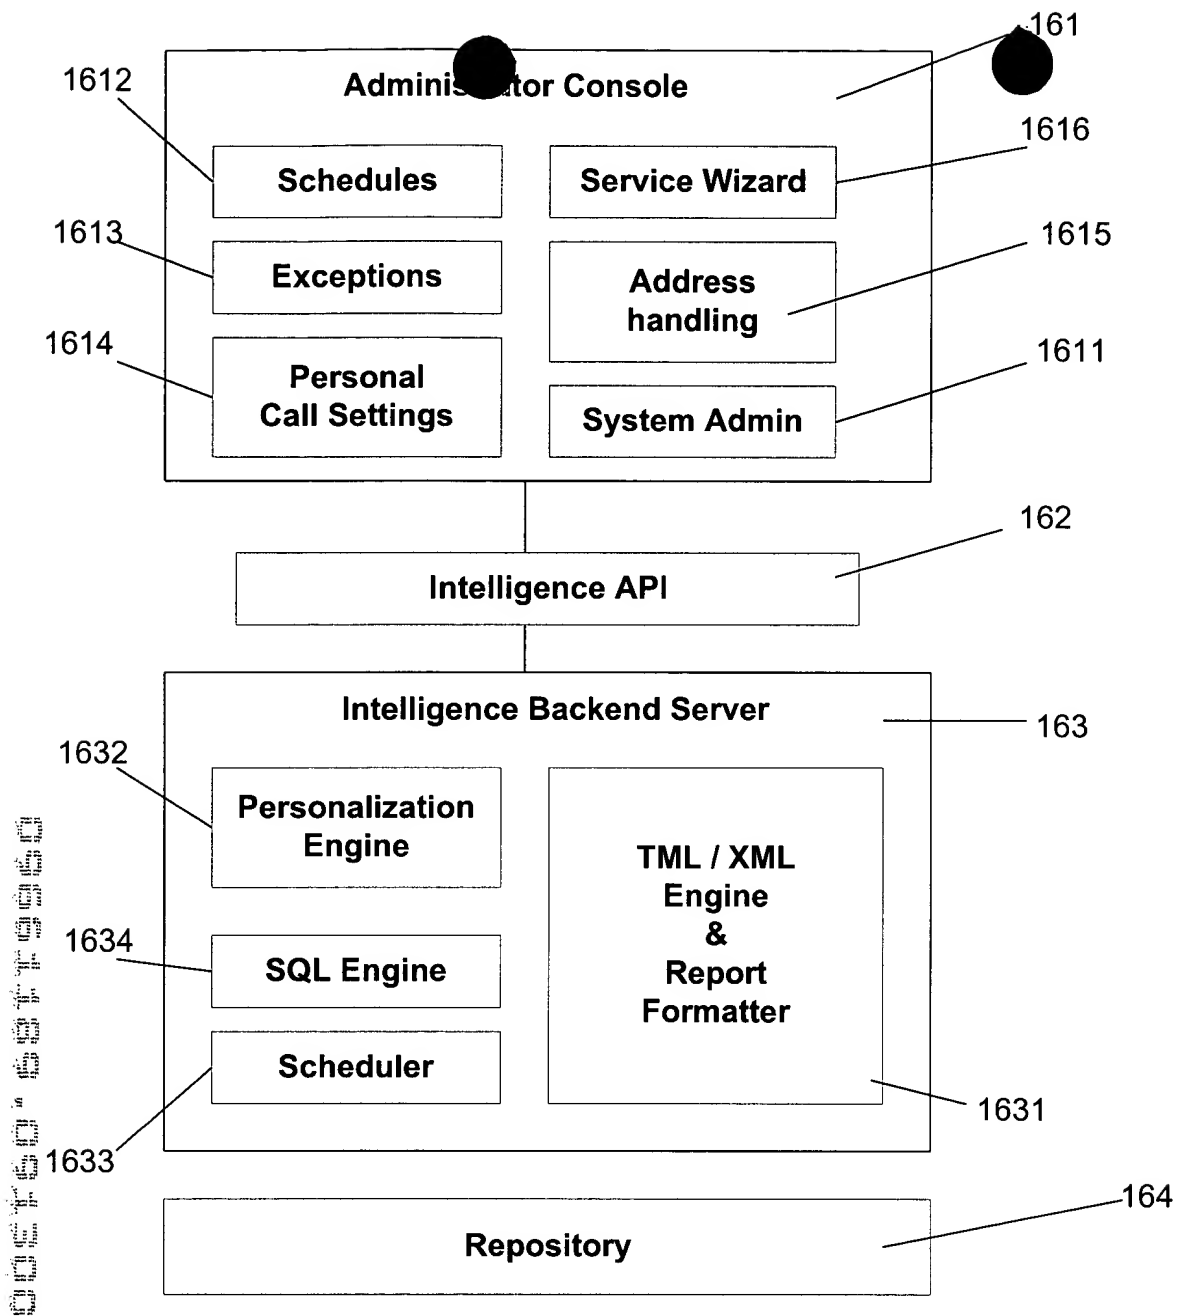 161
1612
Administrator Console
1616
Schedules
Service Wizard
1613
1615
Exceptions
Address
handling
1614
1611
Personal
Call Settings
System Admin
162
Intelligence API
Intelligence Backend Server
163
1632
Personalization
Engine
TML / XML
Engine
&
Report
Formatter
1634
SQL Engine
Scheduler
1631
1633
164
Repository